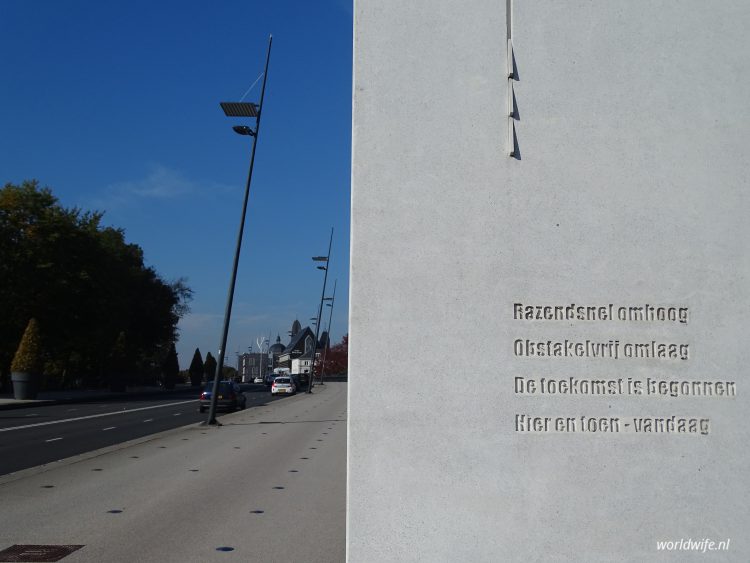 Razendsnel omhoog
Obstakelvrij omlaag
De toekomst is begonnen
Hier en toen - vandaag
worldwife.nl